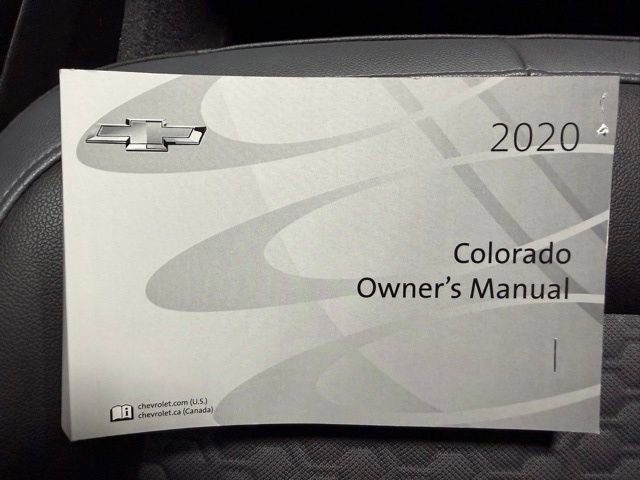 2020
Colorado
Owner's Manual
chevrolet.com (U.S.)
chevrolet.ca (Canada)